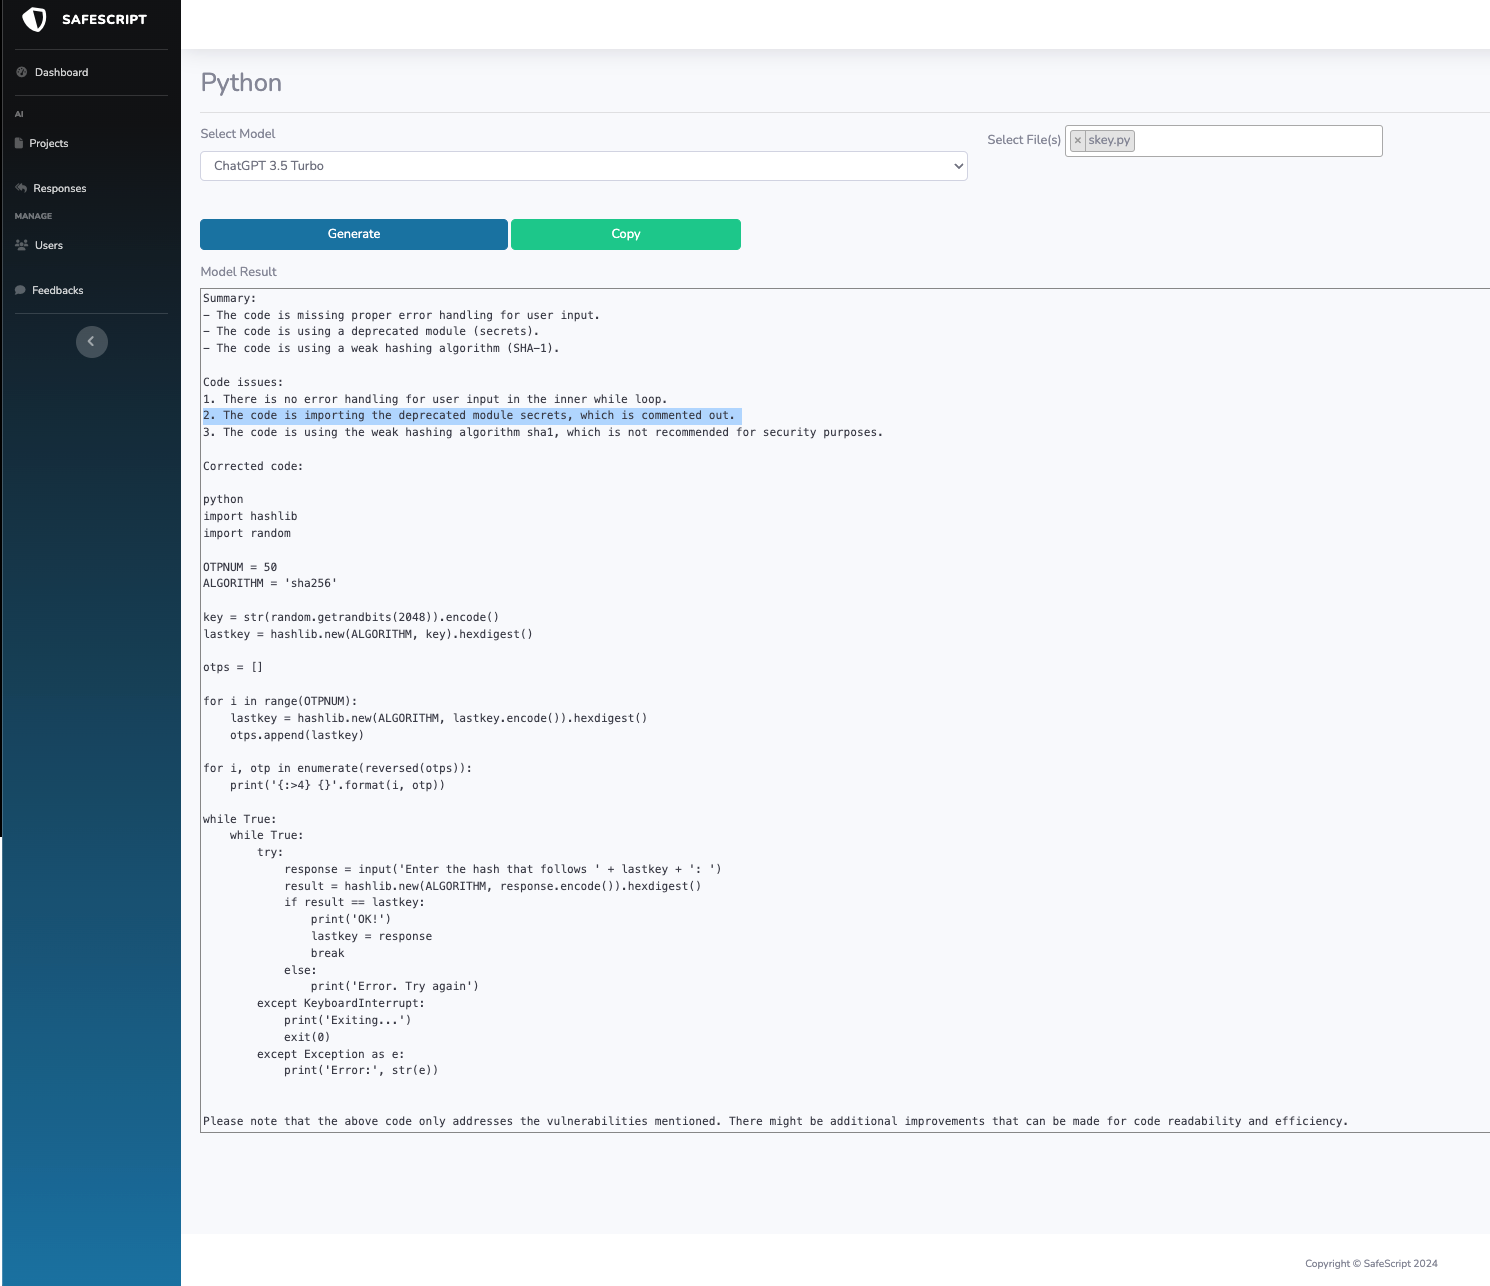 SAFESCRIPT
Dashboard
AI
Projects
Responses
MANAGE
Users
Feedbacks
Python
Select Model
ChatGPT 3.5 Turbo
Select File(s)
× skey.py
Generate
Copy
Model Result
Summary:
- The code is missing proper error handling for user input.
- The code is using a deprecated module (secrets).
- The code is using a weak hashing algorithm (SHA-1).
Code issues:
1. There is no error handling for user input in the inner while loop.
2. The code is importing the deprecated module secrets, which is commented out.
3. The code is using the weak hashing algorithm sha1, which is not recommended for security purposes.
Corrected code:
python
import hashlib
import random
OTPNUM = 50
ALGORITHM = 'sha256'
key = str(random.getrandbits(2048)).encode()
lastkey = hashlib.new(ALGORITHM, key).hexdigest()
otps = []
for i in range(OTPNUM):
    lastkey = hashlib.new(ALGORITHM, lastkey.encode()).hexdigest()
    otps.append(lastkey)
for i, otp in enumerate(reversed(otps)):
    print('{:>4} {}'.format(i, otp))
while True:
    while True:
        try:
            response = input('Enter the hash that follows ' + lastkey + ': ')
            result = hashlib.new(ALGORITHM, response.encode()).hexdigest()
            if result == lastkey:
                print('OK!')
                lastkey = response
                break
            else:
                print('Error. Try again')
        except KeyboardInterrupt:
            print('Exiting...')
            exit(0)
        except Exception as e:
            print('Error:', str(e))
Please note that the above code only addresses the vulnerabilities mentioned. There might be additional improvements that can be made for code readability and efficiency.
Copyright © SafeScript 2024